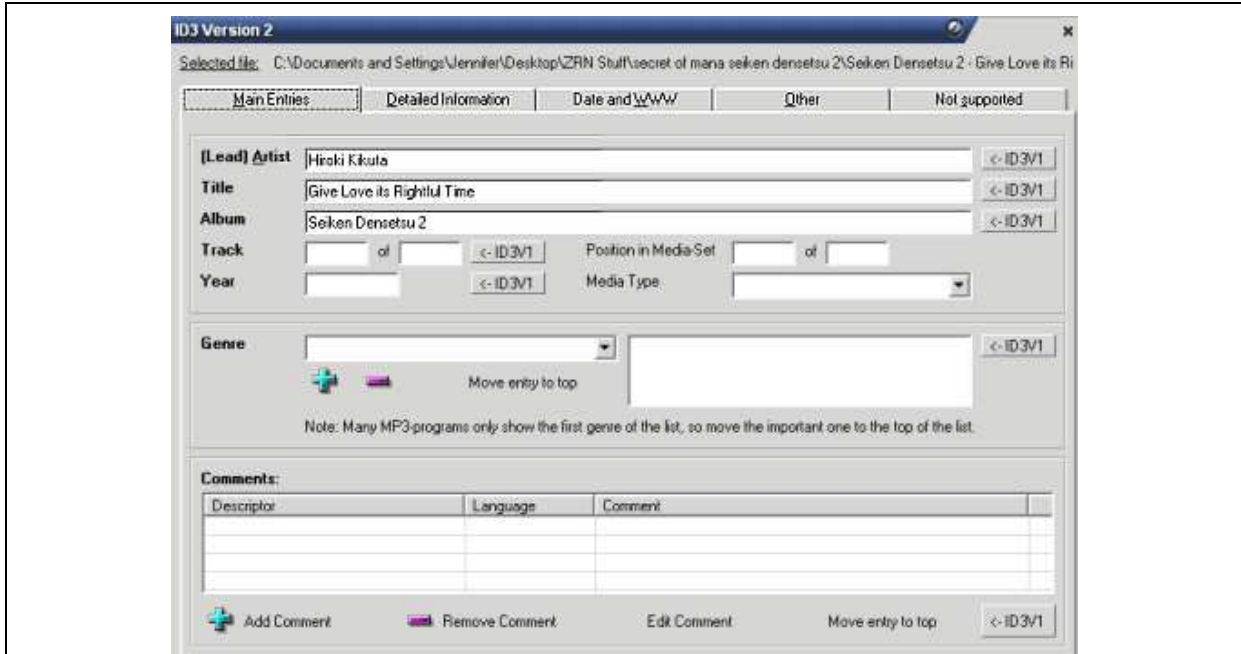 ID3 Version 2
Selected file: C:\Documents and Settings\Jennifer\Desktop\ZRN Stuff\secret of mana seiken densetsu 2\Seiken Densetsu 2 - Give Love its Ri
Main Entries Detailed Information Date and WWW Other Not supported
(Lead) Artist Hiroki Kikuta <- ID3V1
Title Give Love its Rightful Time <- ID3V1
Album Seiken Densetsu 2 <- ID3V1
Track of <- ID3V1 Position in Media-Set of
Year <- ID3V1 Media Type
Genre <- ID3V1
Move entry to top
Note: Many MP3-programs only show the first genre of the list, so move the important one to the top of the list.
Comments:
Descriptor Language Comment
Add Comment Remove Comment Edit Comment Move entry to top <- ID3V1